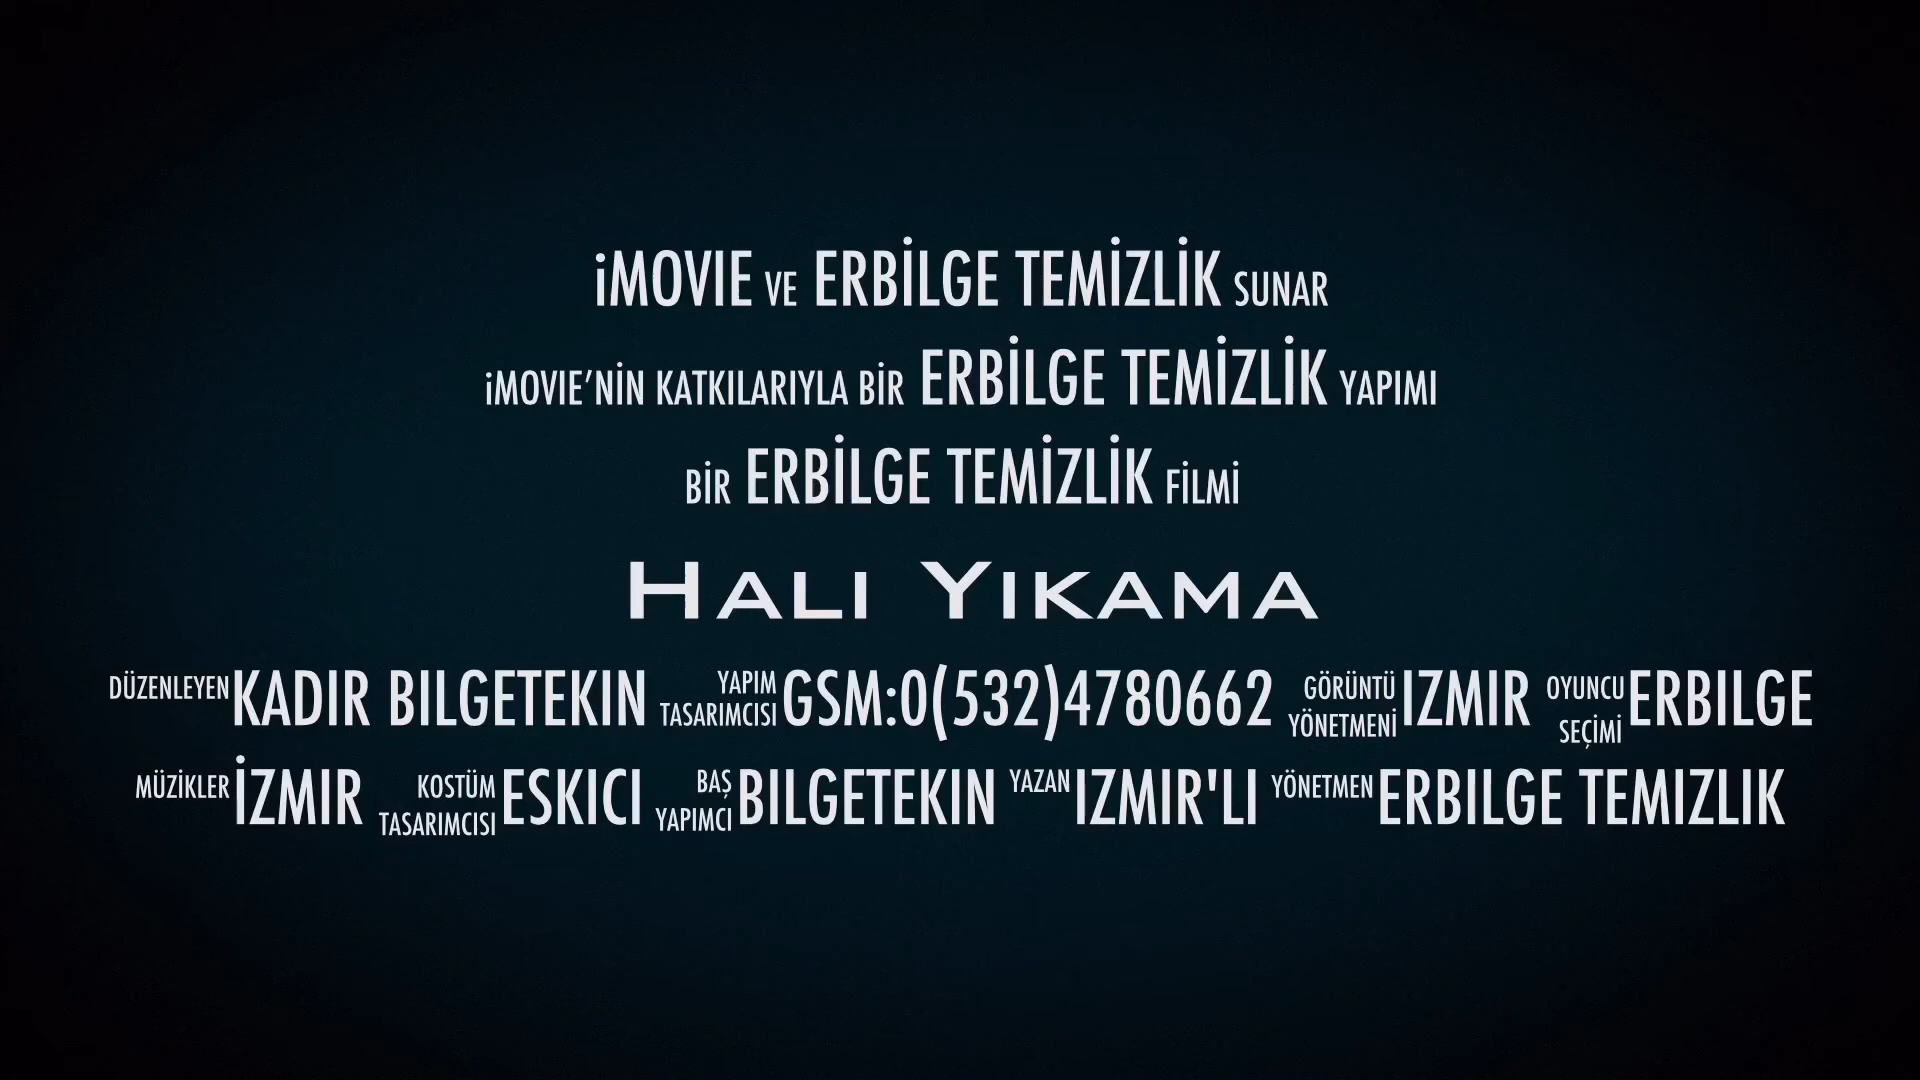 iMOVIE VE ERBİLGE TEMİZLİK SUNAR
iMOVIE’NİN KATKILARIYLA BİR ERBİLGE TEMİZLİK YAPIMI
BİR ERBİLGE TEMİZLİK FİLMİ
HALI YIKAMA
DÜZENLEYEN KADIR BILGETEKIN YAPIM TASARIMCISI GSM:0(532)4780662 GÖRÜNTÜ YÖNETMENİ IZMIR OYUNCU SEÇİMİ ERBILGE
MÜZİKLER İZMIR KOSTÜM TASARIMCISI ESKICI BAŞ YAPIMCI BILGETEKIN YAZAN IZMIR'LI YÖNETMEN ERBILGE TEMIZLIK